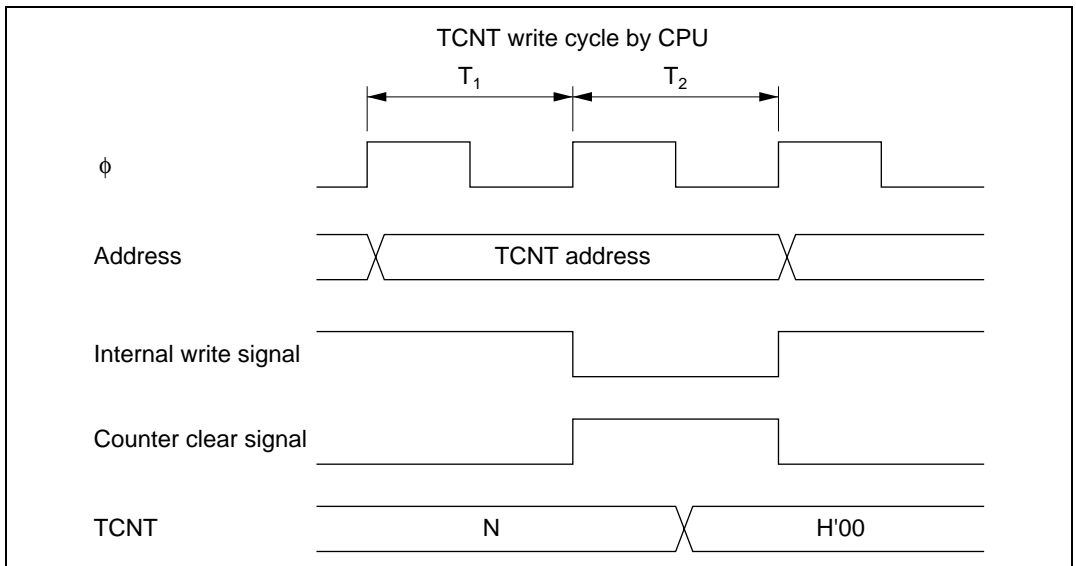 TCNT write cycle by CPU
T₁ T₂
ϕ
Address TCNT address
Internal write signal
Counter clear signal
TCNT N H'00